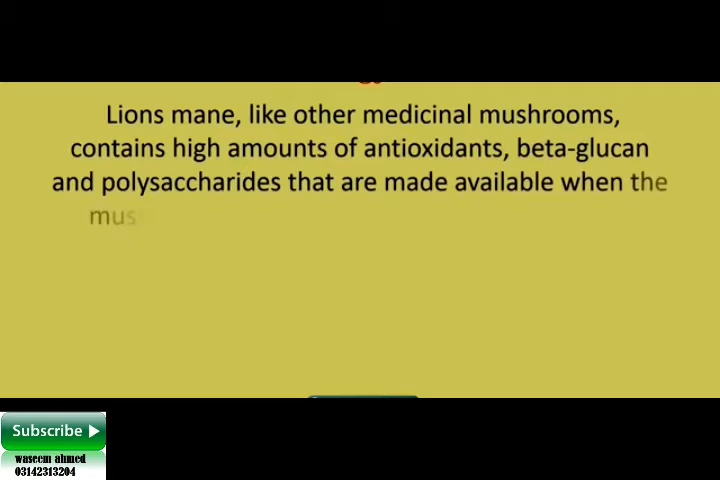 Lions mane, like other medicinal mushrooms,
contains high amounts of antioxidants, beta-glucan
and polysaccharides that are made available when the
mus
Subscribe
waseem ahmed
03142313204